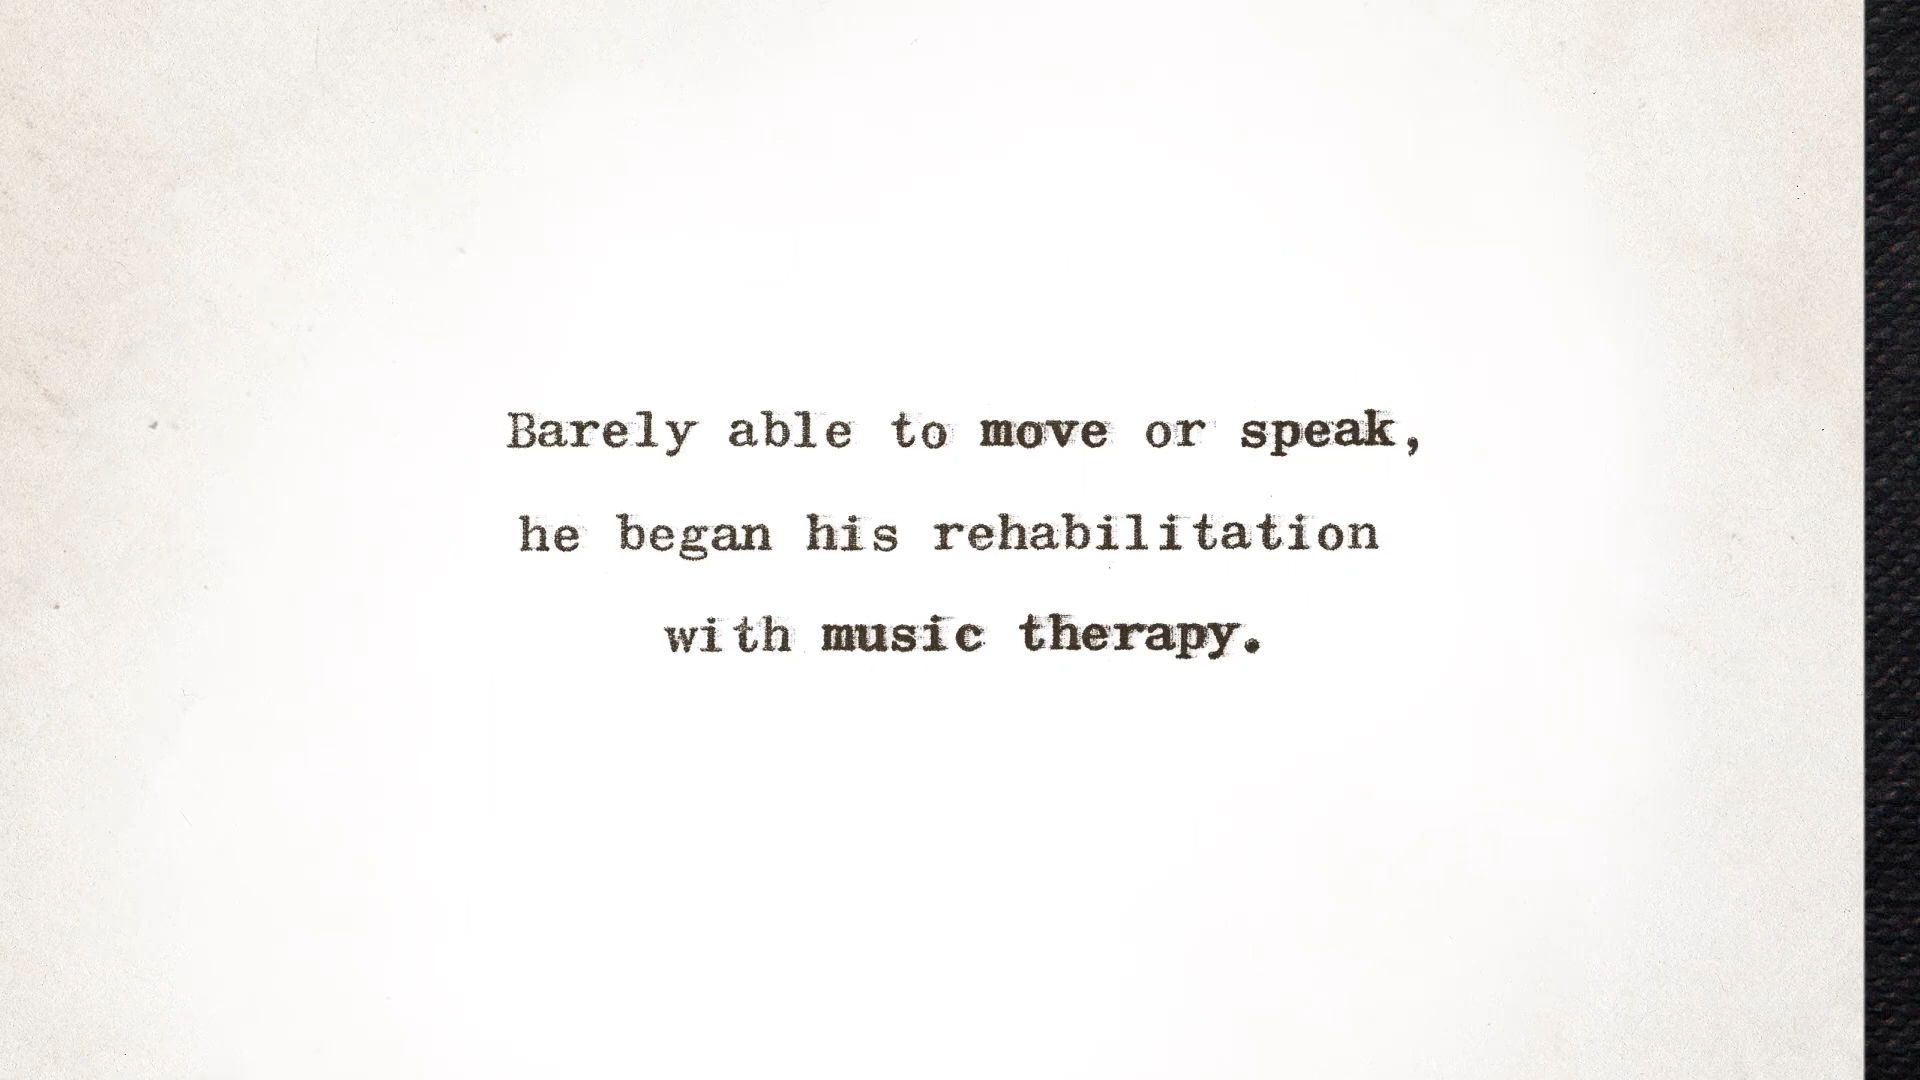 Barely able to move or speak,
he began his rehabilitation
with music therapy.